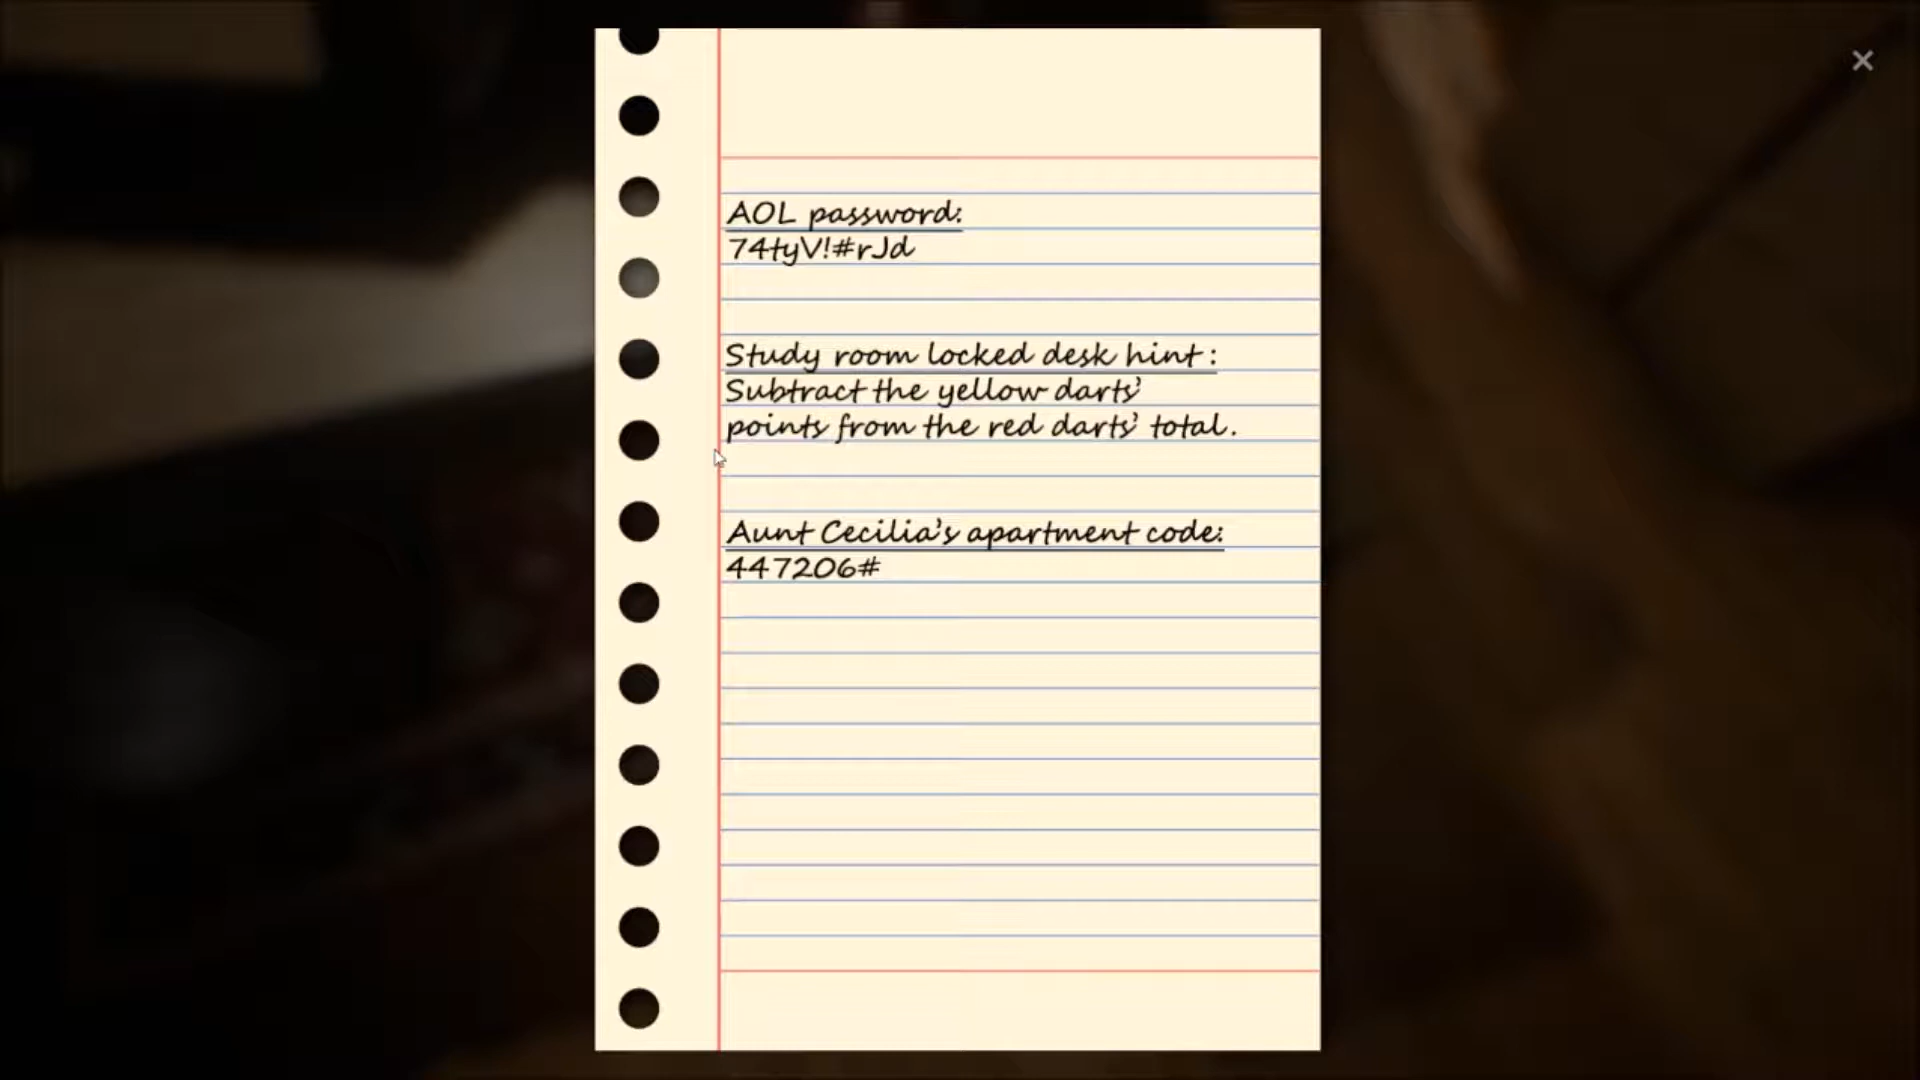 AOL password:
74tyV!#rJd
Study room locked desk hint :
Subtract the yellow darts'
points from the red darts' total.
Aunt Cecilia's apartment code:
447206#